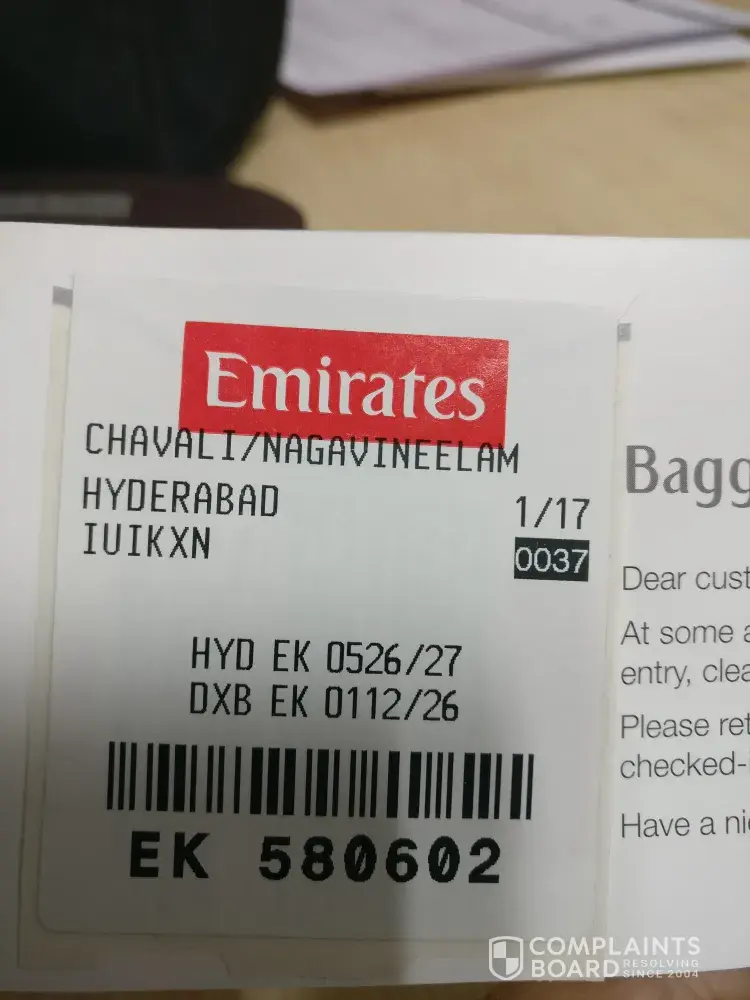 Emirates
CHAVALI/NAGAVINEELAM
HYDERABAD 1/17
IUIKXN 0037
HYD EK 0526/27
DXB EK 0112/26
EK 580602
Bagg
Dear cust
At some a
entry, clea
Please ret
checked-
Have a ni
COMPLAINTS
BOARD RESOLVING
SINCE 2004